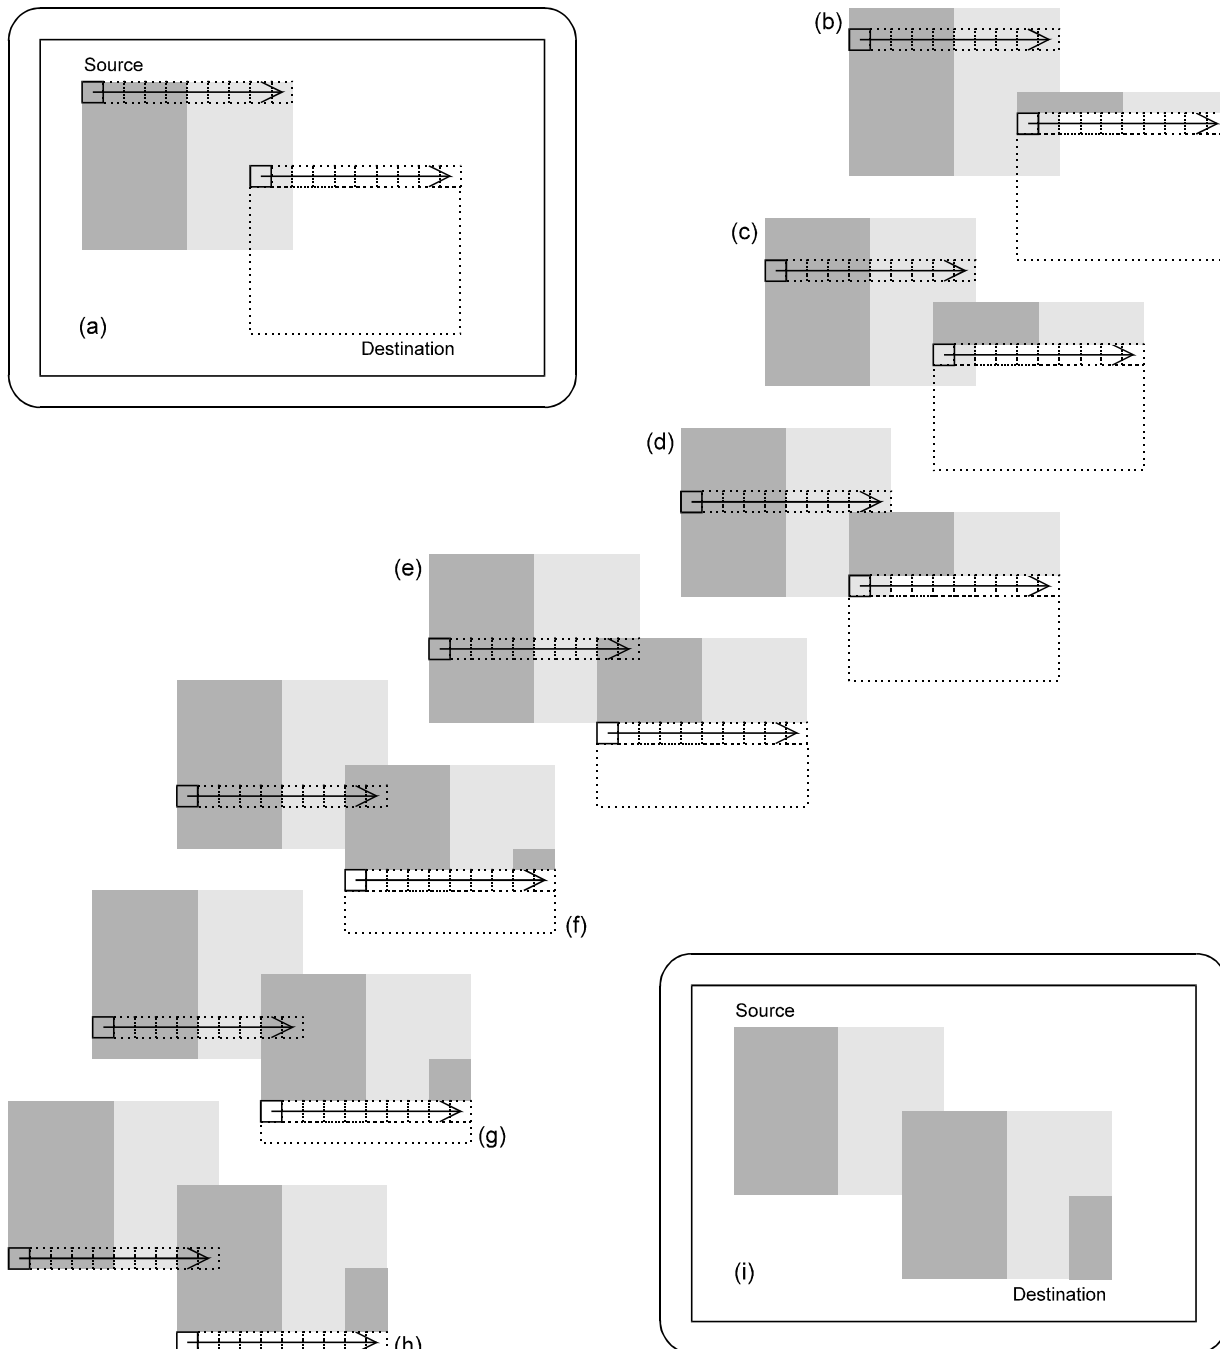 Source
(a)
Destination
(b)
(c)
(d)
(e)
(f)
(g)
(h)
Source
(i)
Destination